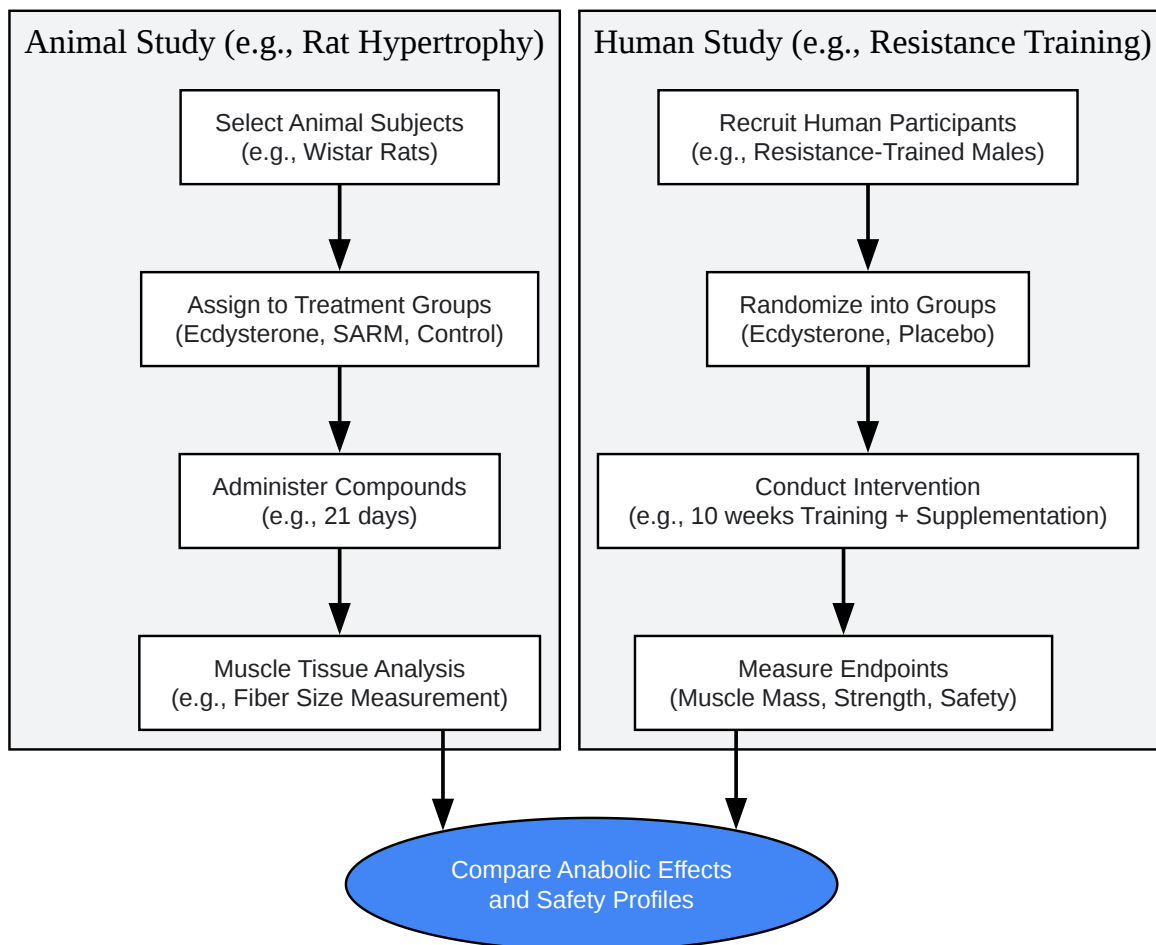 Animal Study (e.g., Rat Hypertrophy)
Select Animal Subjects
(e.g., Wistar Rats)
Assign to Treatment Groups
(Ecdysterone, SARM, Control)
Administer Compounds
(e.g., 21 days)
Muscle Tissue Analysis
(e.g., Fiber Size Measurement)
Human Study (e.g., Resistance Training)
Recruit Human Participants
(e.g., Resistance-Trained Males)
Randomize into Groups
(Ecdysterone, Placebo)
Conduct Intervention
(e.g., 10 weeks Training + Supplementation)
Measure Endpoints
(Muscle Mass, Strength, Safety)
Compare Anabolic Effects
and Safety Profiles